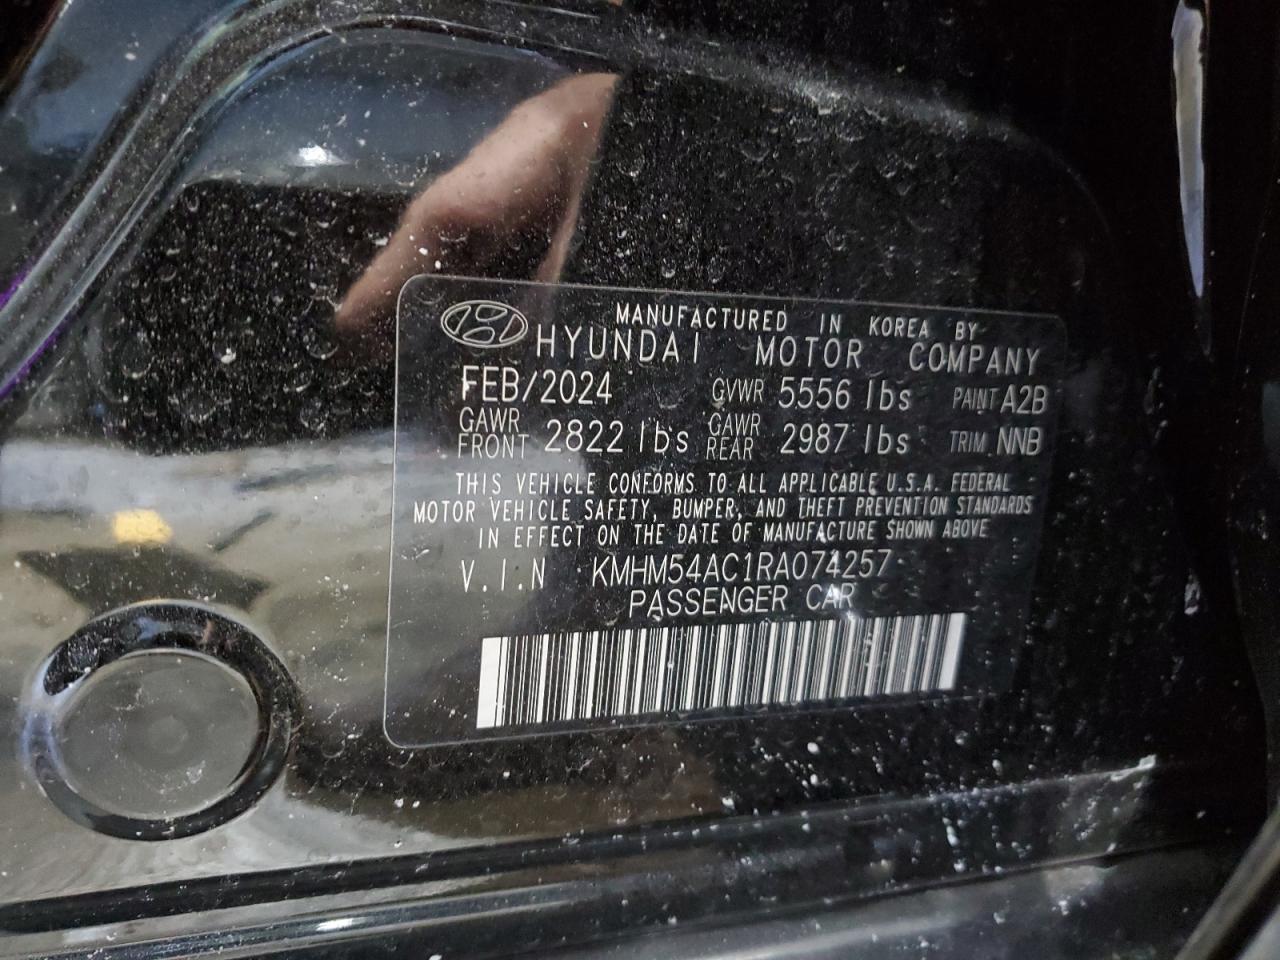 MANUFACTURED IN KOREA BY
HYUNDAI MOTOR COMPANY
FEB/2024 GVWR 5556 lbs PAINT A2B
GAWR FRONT 2822 lbs GAWR REAR 2987 lbs TRIM NNB
THIS VEHICLE CONFORMS TO ALL APPLICABLE U.S.A. FEDERAL
MOTOR VEHICLE SAFETY, BUMPER, AND THEFT PREVENTION STANDARDS
IN EFFECT ON THE DATE OF MANUFACTURE SHOWN ABOVE
V.I.N KMHM54AC1RA074257
PASSENGER CAR